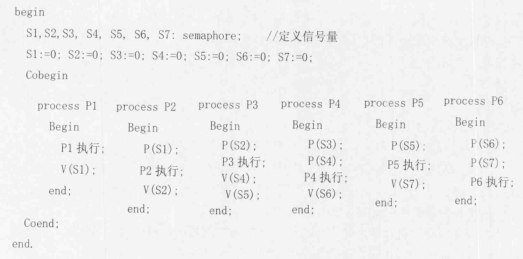 begin
S1,S2,S3, S4, S5, S6, S7: semaphore; //定义信号量
S1:=0; S2:=0; S3:=0; S4:=0; S5:=0; S6:=0; S7:=0;
Cobegin
process P1
Begin
P1 执行;
V(S1);
end;
process P2
Begin
P(S1);
P2 执行;
V(S2);
end;
process P3
Begin
P(S2);
P3 执行;
V(S4);
V(S5);
end;
process P4
Begin
P(S3);
P(S4);
P4 执行;
V(S6);
end;
process P5
Begin
P(S5);
P5 执行;
V(S7);
end;
process P6
Begin
P(S6);
P(S7);
P6 执行;
end;
Coend;
end.